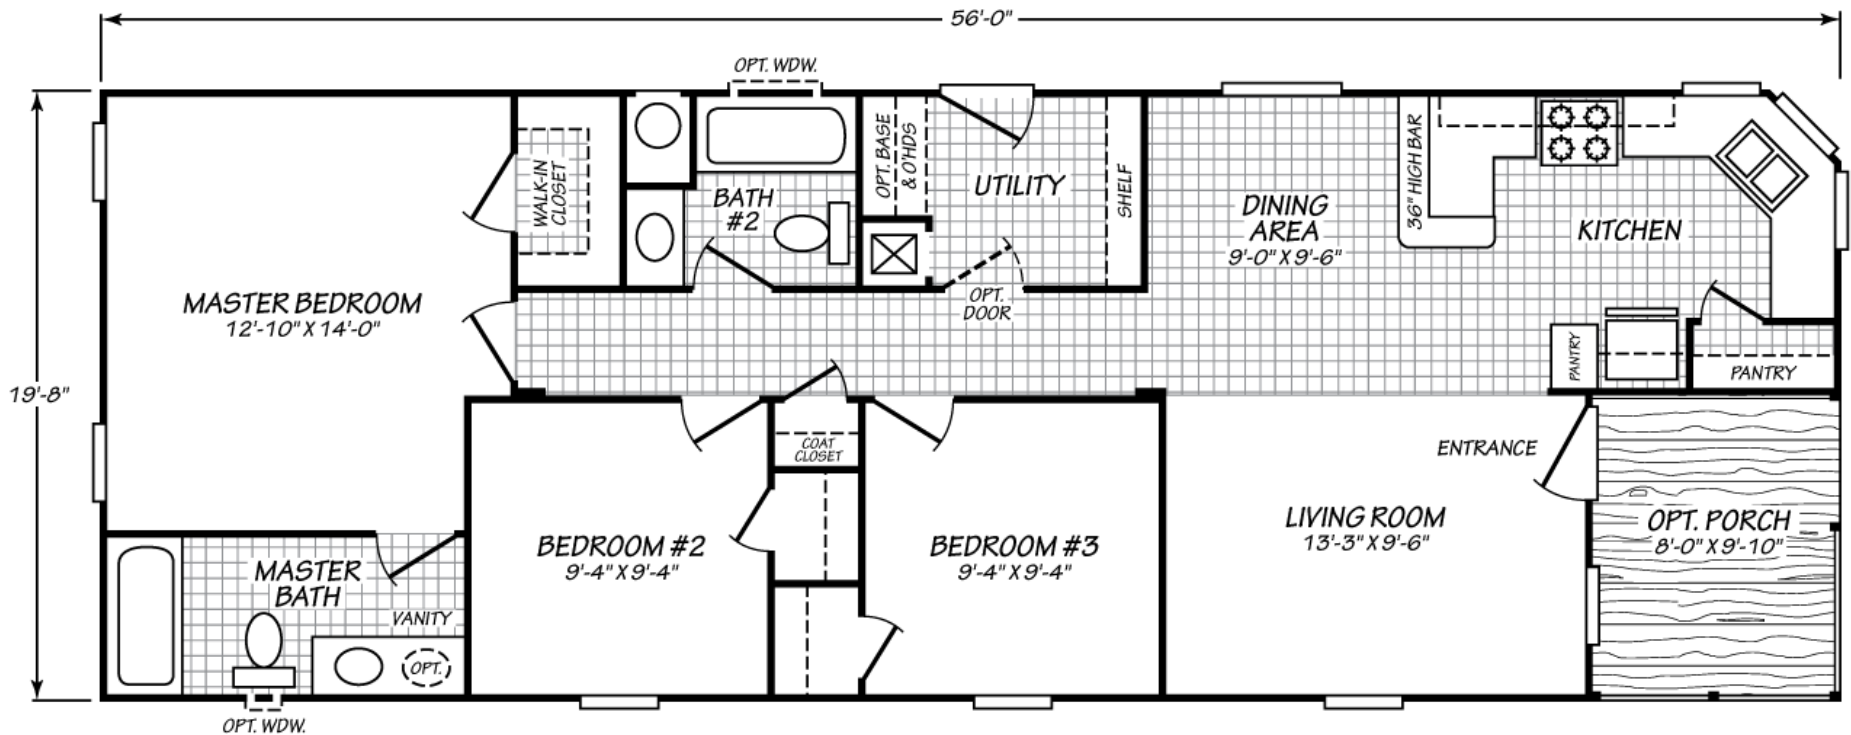 56'-0"
OPT. WDW.
WALK-IN
CLOSET
BATH
#2
OPT. BASE
& O'HDS
UTILITY
SHELF
36" HIGH BAR
DINING
AREA
9'-0" X 9'-6"
KITCHEN
MASTER BEDROOM
12'-10" X 14'-0"
OPT.
DOOR
PANTRY
PANTRY
19'-8"
COAT
CLOSET
ENTRANCE
BEDROOM #2
9'-4" X 9'-4"
BEDROOM #3
9'-4" X 9'-4"
LIVING ROOM
13'-3" X 9'-6"
OPT. PORCH
8'-0" X 9'-10"
MASTER
BATH
VANITY
OPT.
OPT. WDW.